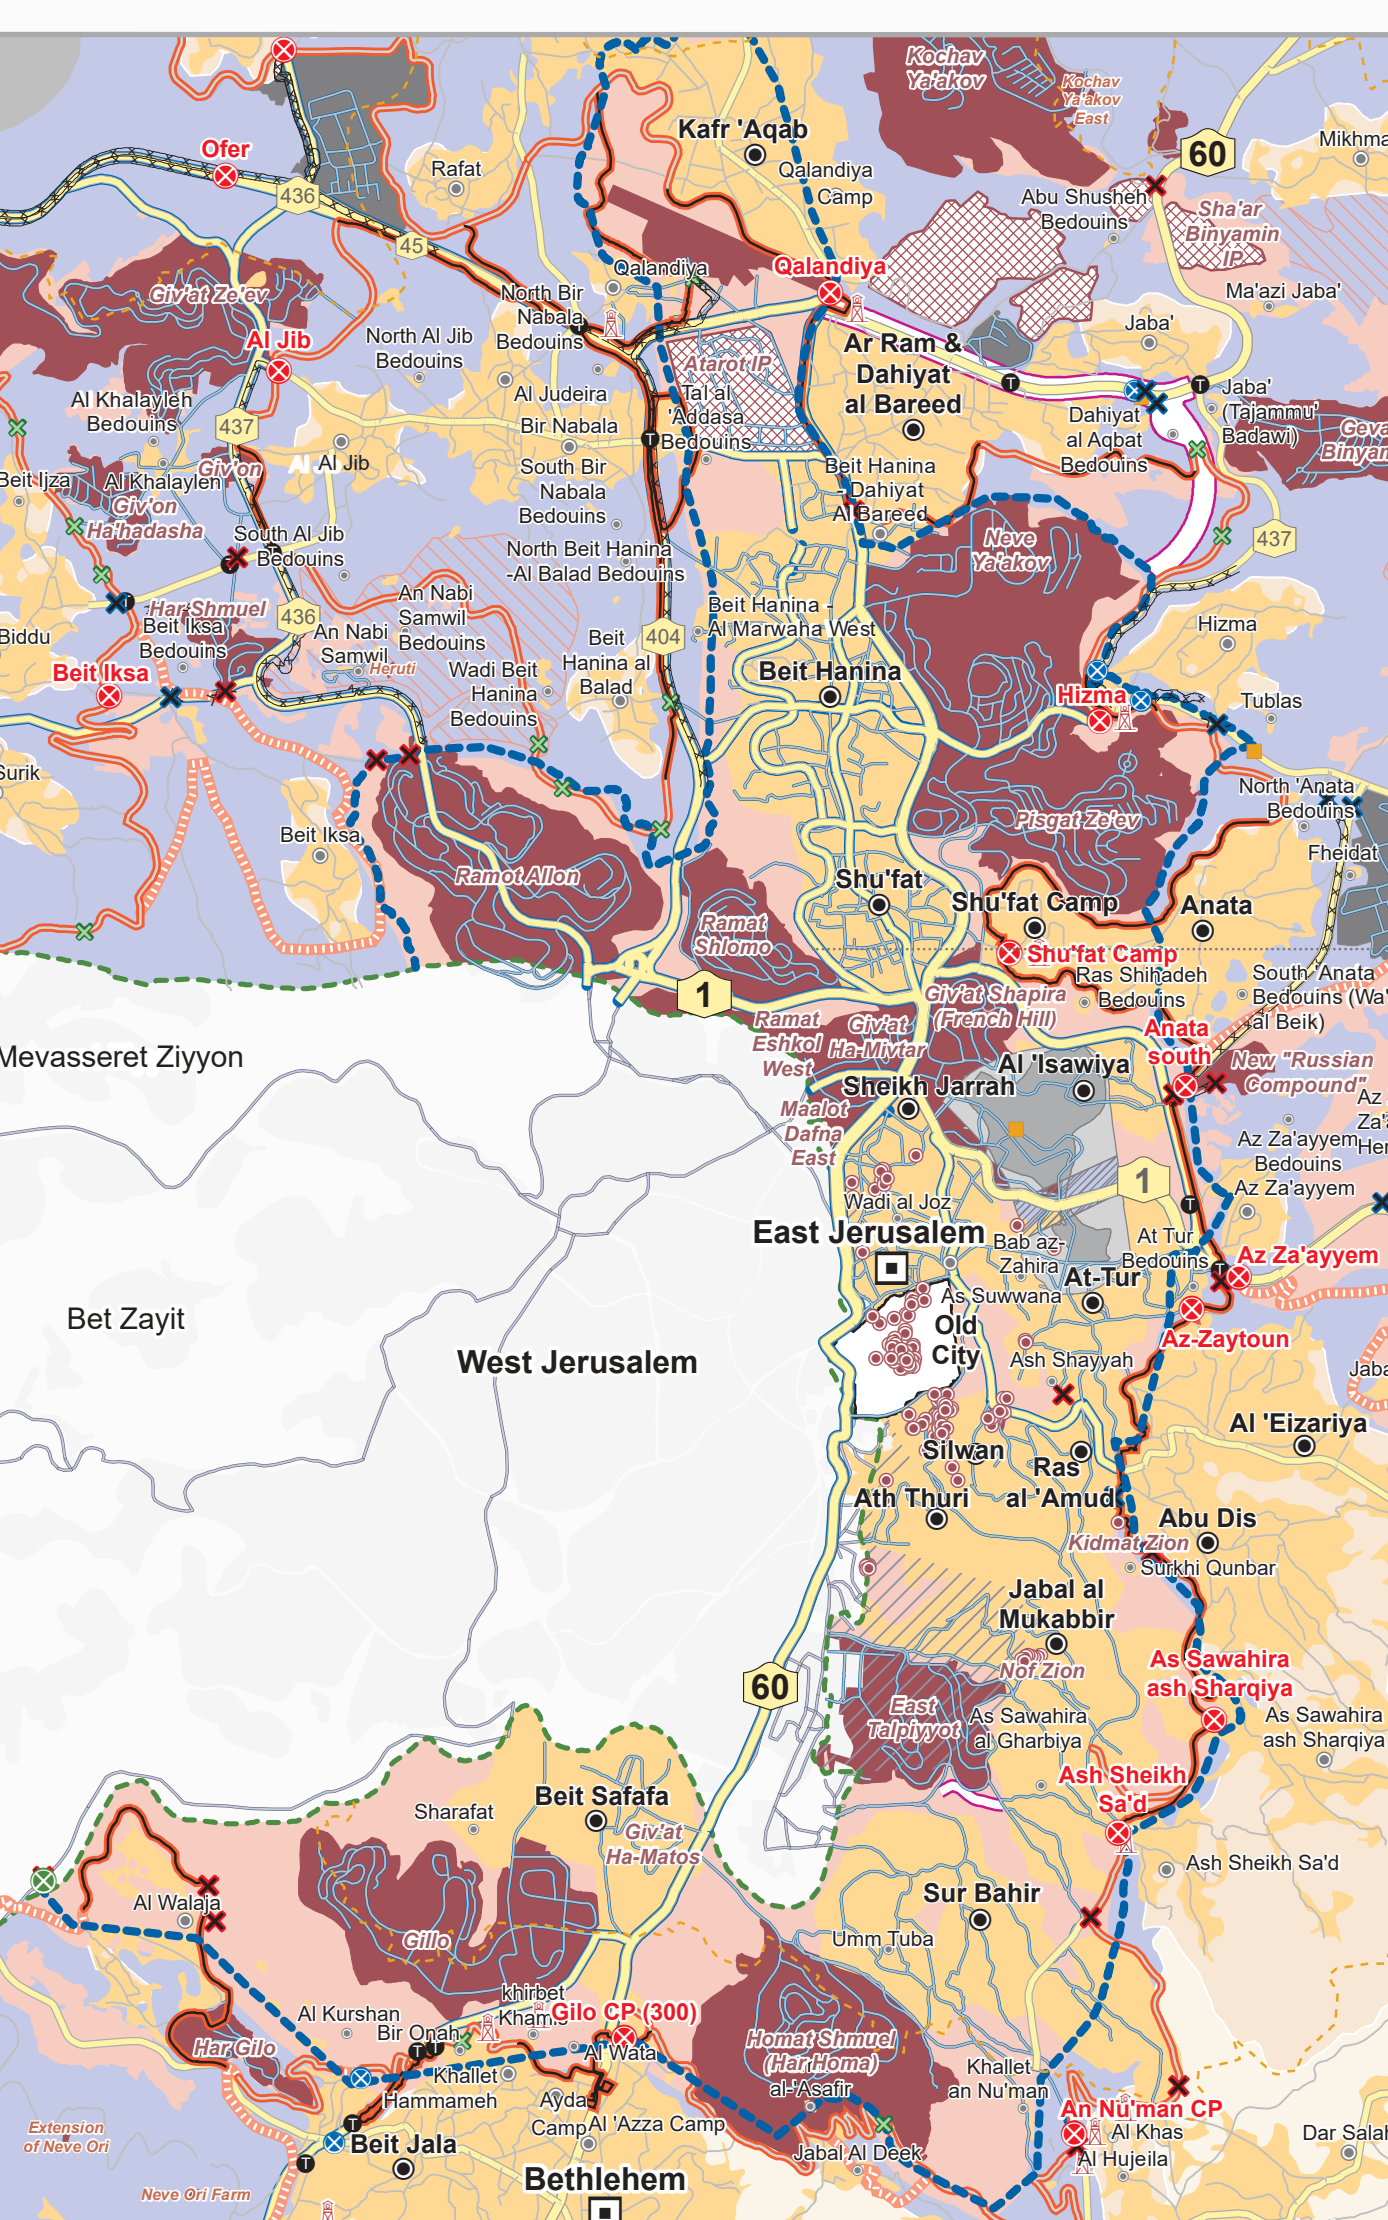 Kochav
Ya'akov
Kochav
Ya'akov
East
Kafr 'Aqab
60
Mikhma
Ofer
Rafat
Qalandiya
Camp
436
Abu Shusheh
Bedouins
Sha'ar
Binyamin
IP
45
Qalandiya
Qalandiya
Giv'at Ze'ev
North Bir
Nabala
Bedouins
Ma'azi Jaba'
Al Jib
North Al Jib
Bedouins
Ar Ram &
Dahiyat
al Bareed
Jaba'
Atarot IP
Al Judeira
Tal al
'Addasa
Bedouins
Al Khalayleh
Bedouins
437
Bir Nabala
Dahiyat
al Aqbat
Bedouins
Jaba'
(Tajammu'
Badawi)
Geva
Binyan
Giv'on
Al Jib
Beit Ijza
Al Khalayleh
Giv'on
Ha'hadasha
South Bir
Nabala
Bedouins
Beit Hanina
- Dahiyat
Al Bareed
South Al Jib
Bedouins
North Beit Hanina
-Al Balad Bedouins
Neve
Ya'akov
437
Har Shmuel
Beit Iksa
Bedouins
436
An Nabi
Samwil
Bedouins
Beit Hanina -
Al Marwaha West
Biddu
An Nabi
Samwil
Heruti
Beit
Hanina al
Balad
404
Hizma
Beit Iksa
Wadi Beit
Hanina
Bedouins
Beit Hanina
Hizma
Tublas
Surik
North 'Anata
Bedouins
Beit Iksa
Pisgat Ze'ev
Fheidat
Ramot Allon
Shu'fat
Shu'fat Camp
Anata
Ramat
Shlomo
Shu'fat Camp
Ras Shihadeh
Bedouins
South 'Anata
Bedouins (Wa'
al Beik)
1
Giv'at Shapira
(French Hill)
Ramat
Eshkol
West
Giv'at
Ha-Mivtar
Anata
south
Mevasseret Ziyyon
Al 'Isawiya
New "Russian
Compound"
Sheikh Jarrah
Az
Za'a
Her
Maalot
Dafna
East
Az Za'ayyem
Bedouins
1
Az Za'ayyem
Wadi al Joz
East Jerusalem
Bab az-
Zahira
At Tur
Bedouins
Az Za'ayyem
At-Tur
As Suwwana
Bet Zayit
Old
City
Az-Zaytoun
West Jerusalem
Ash Shayyah
Jaba
Al 'Eizariya
Silwan
Ras
al 'Amud
Ath Thuri
Abu Dis
Kidmat Zion
Surkhi Qunbar
Jabal al
Mukabbir
Nof Zion
As Sawahira
ash Sharqiya
60
East
Talpiyyot
As Sawahira
al Gharbiya
As Sawahira
ash Sharqiya
Ash Sheikh
Sa'd
Beit Safafa
Sharafat
Giv'at
Ha-Matos
Ash Sheikh Sa'd
Al Walaja
Sur Bahir
Gillo
Umm Tuba
khirbet
Khamis
Gilo CP (300)
Al Kurshan
Bir Onah
Har Gilo
Al Wata
Homat Shmuel
(Har Homa)
al-'Asafir
Khallet
Hammameh
Khallet
an Nu'man
Ayda
Camp
Al 'Azza Camp
An Nu'man CP
Al Khas
Al Hujeila
Dar Salah
Extension
of Neve Ori
Beit Jala
Jabal Al Deek
Bethlehem
Neve Ori Farm